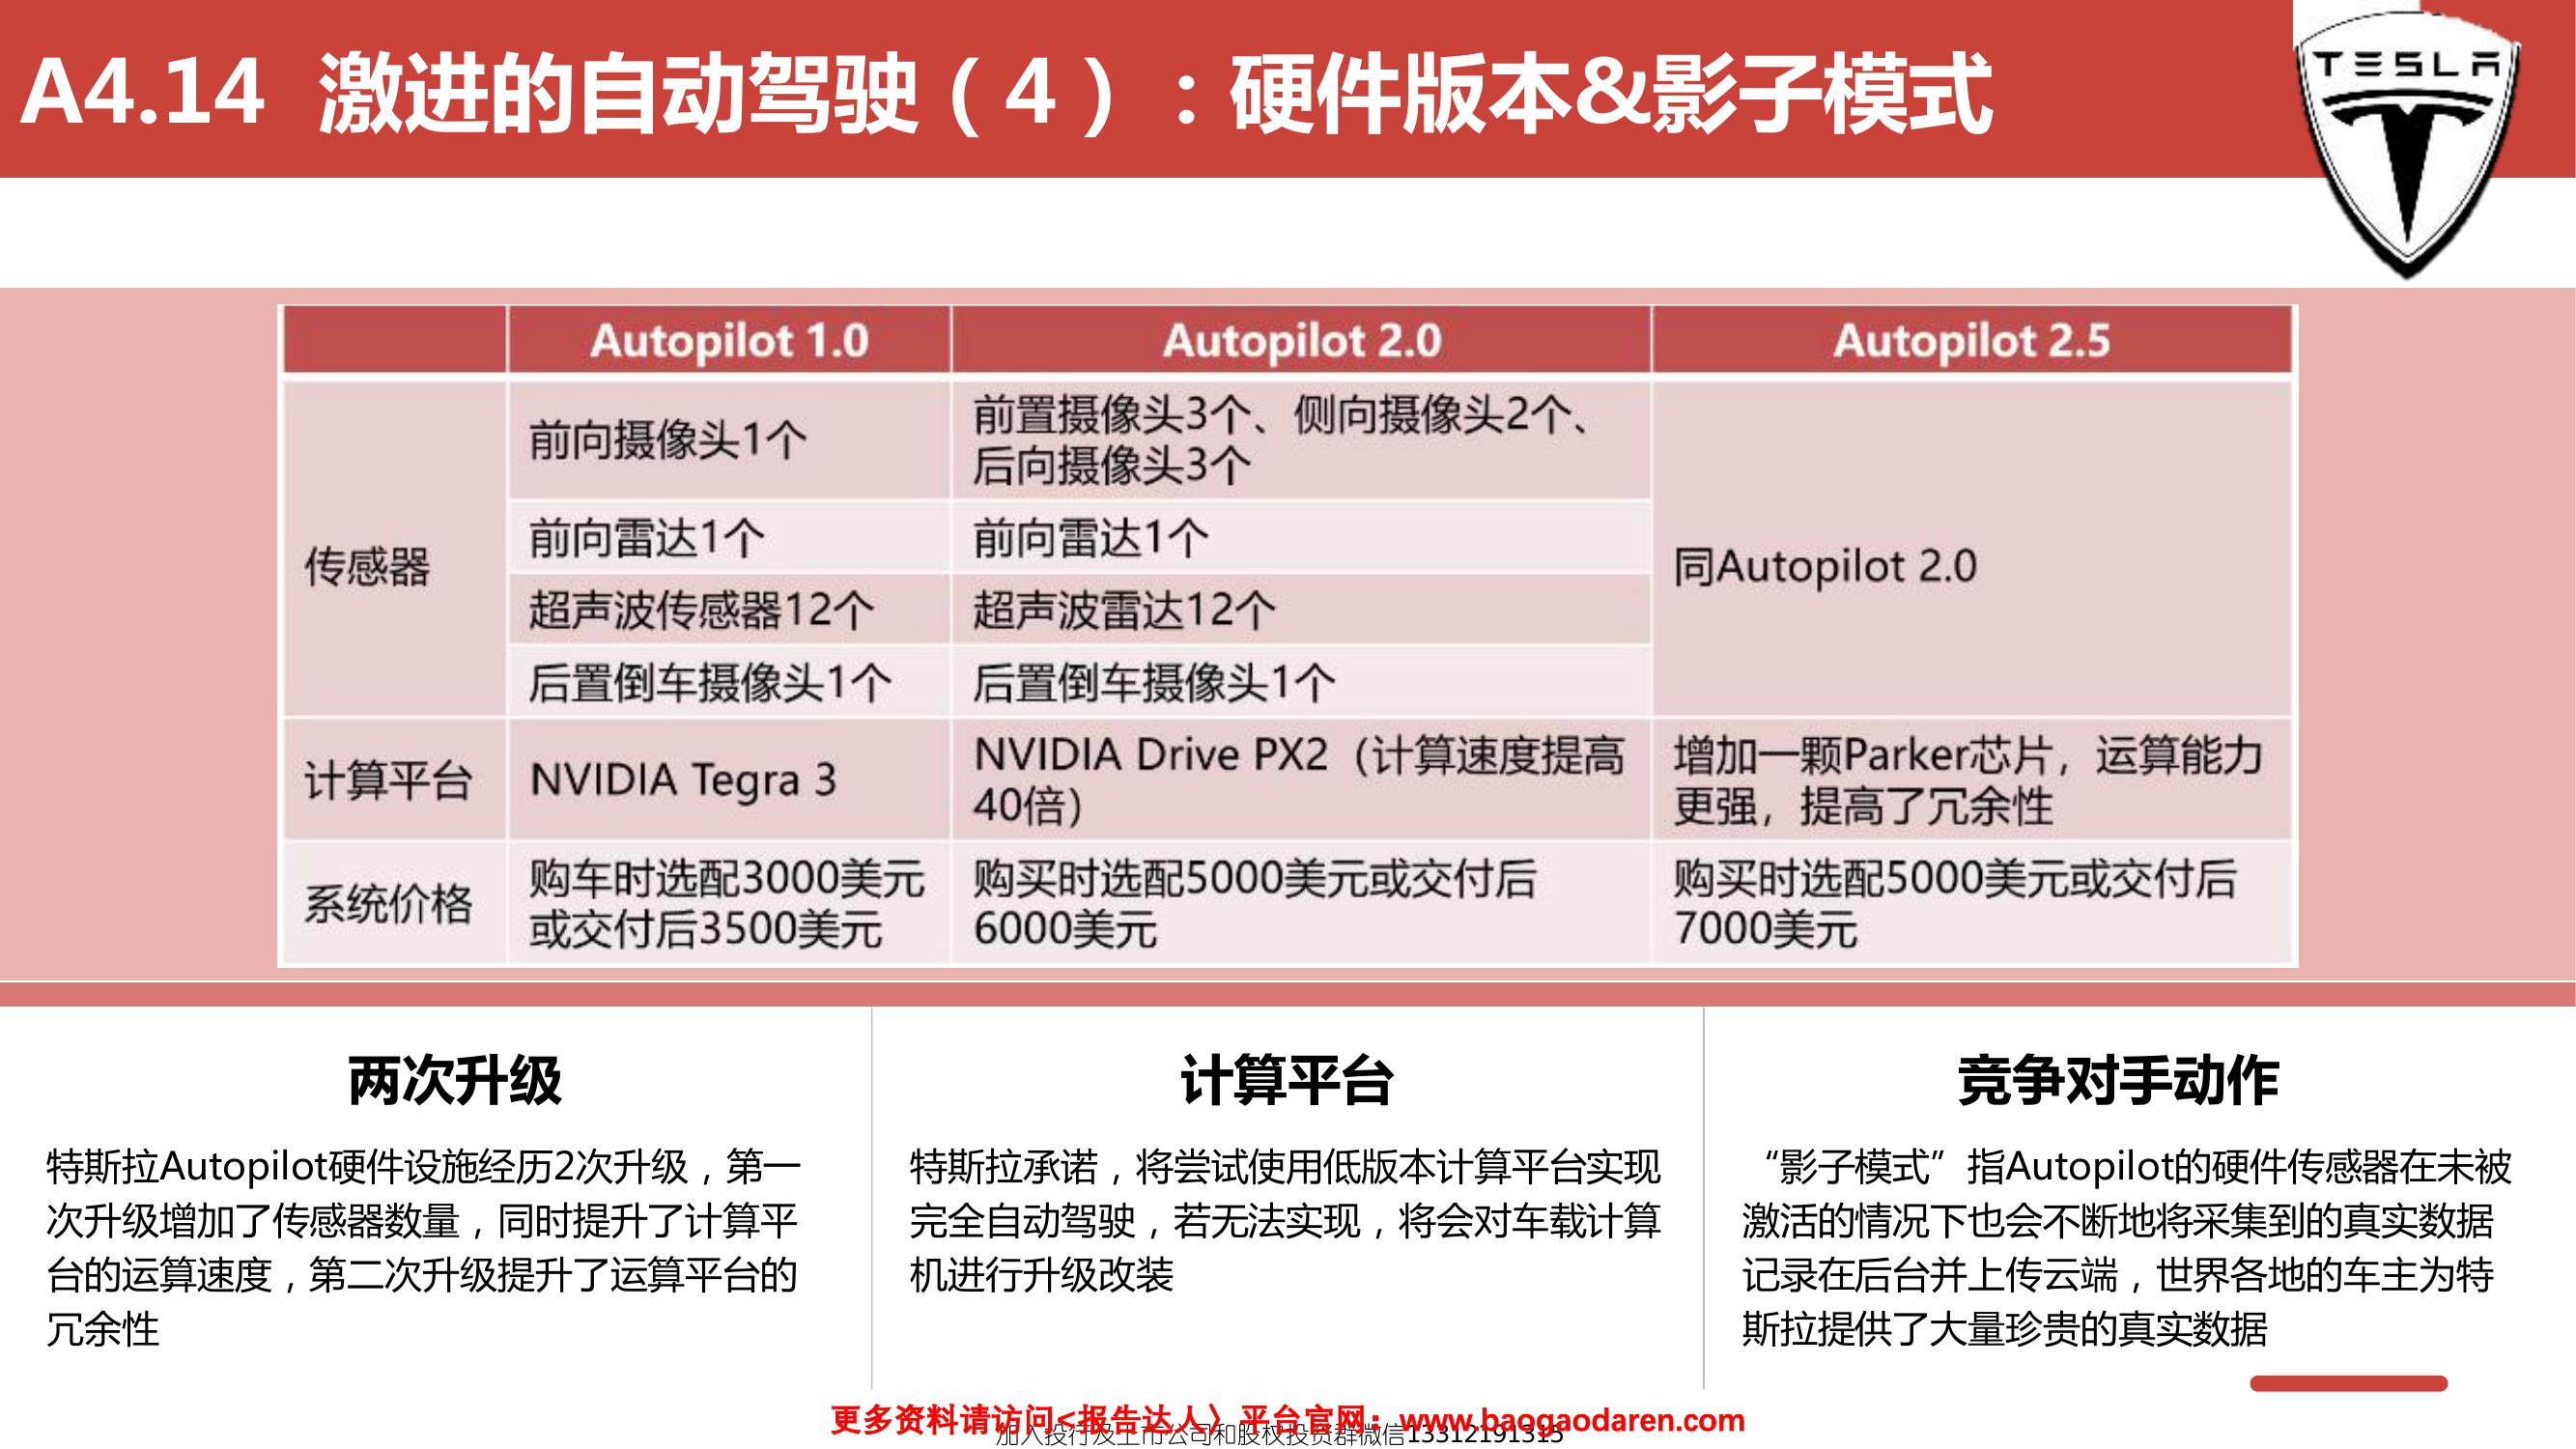 A4.14 激进的自动驾驶（4）：硬件版本&影子模式
TESLA
Autopilot 1.0
Autopilot 2.0
Autopilot 2.5
传感器
前向摄像头1个
前置摄像头3个、侧向摄像头2个、
后向摄像头3个
同Autopilot 2.0
前向雷达1个
前向雷达1个
超声波传感器12个
超声波雷达12个
后置倒车摄像头1个
后置倒车摄像头1个
计算平台
NVIDIA Tegra 3
NVIDIA Drive PX2（计算速度提高
40倍）
增加一颗Parker芯片，运算能力
更强，提高了冗余性
系统价格
购车时选配3000美元
或交付后3500美元
购买时选配5000美元或交付后
6000美元
购买时选配5000美元或交付后
7000美元
两次升级
特斯拉Autopilot硬件设施经历2次升级，第一
次升级增加了传感器数量，同时提升了计算平
台的运算速度，第二次升级提升了运算平台的
冗余性
计算平台
特斯拉承诺，将尝试使用低版本计算平台实现
完全自动驾驶，若无法实现，将会对车载计算
机进行升级改装
竞争对手动作
“影子模式”指Autopilot的硬件传感器在未被
激活的情况下也会不断地将采集到的真实数据
记录在后台并上传云端，世界各地的车主为特
斯拉提供了大量珍贵的真实数据
更多资料请访问<报告达人〉平台官网：www.baogaodaren.com
加入投行及上市公司和股权投资群微信13312191315